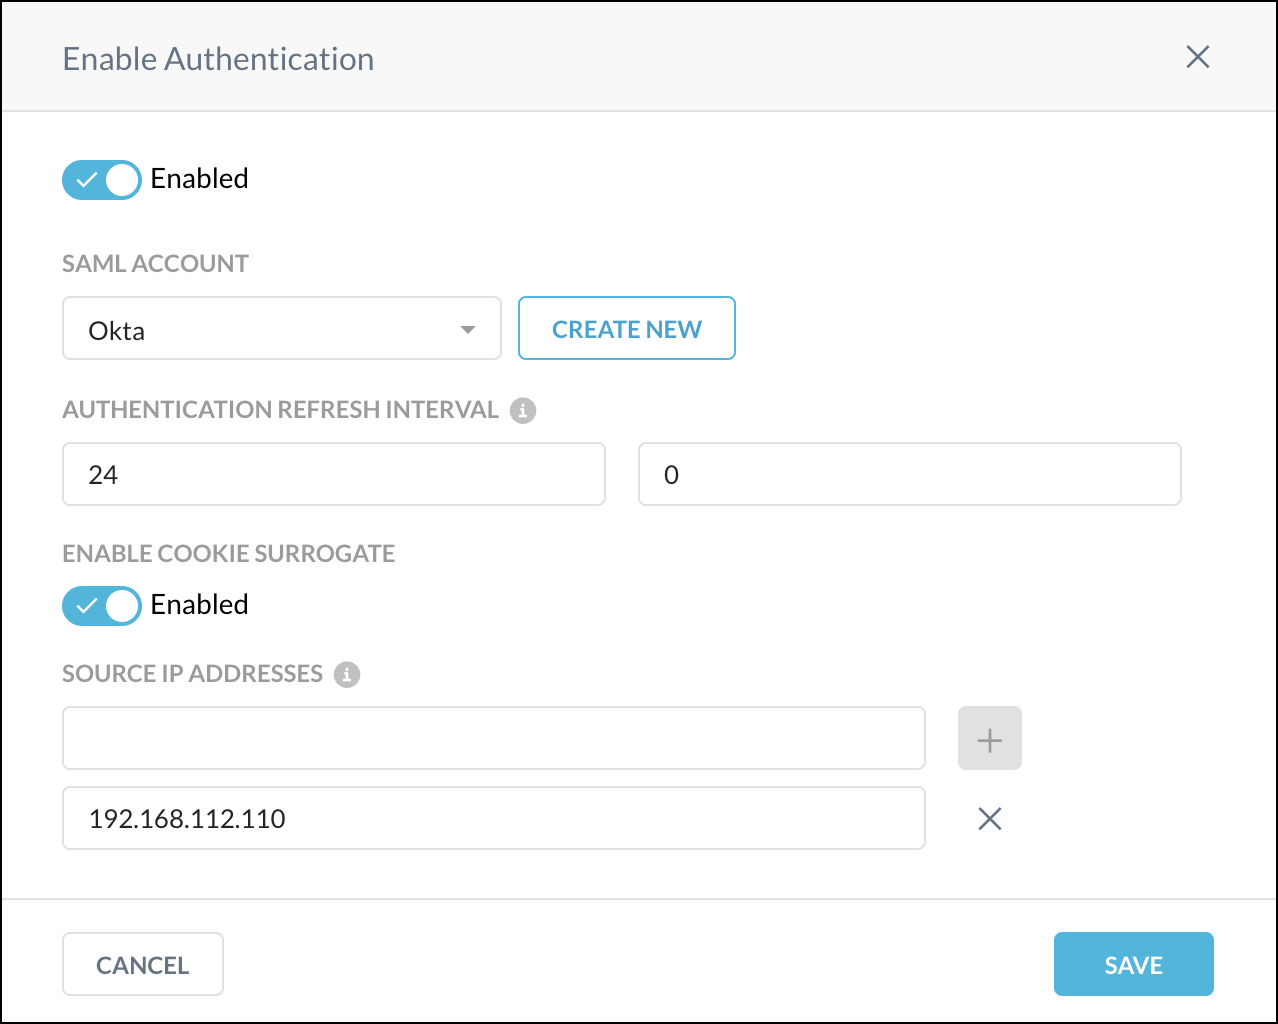 Enable Authentication
Enabled
SAML ACCOUNT
Okta
CREATE NEW
AUTHENTICATION REFRESH INTERVAL
24
0
ENABLE COOKIE SURROGATE
Enabled
SOURCE IP ADDRESSES
192.168.112.110
CANCEL
SAVE